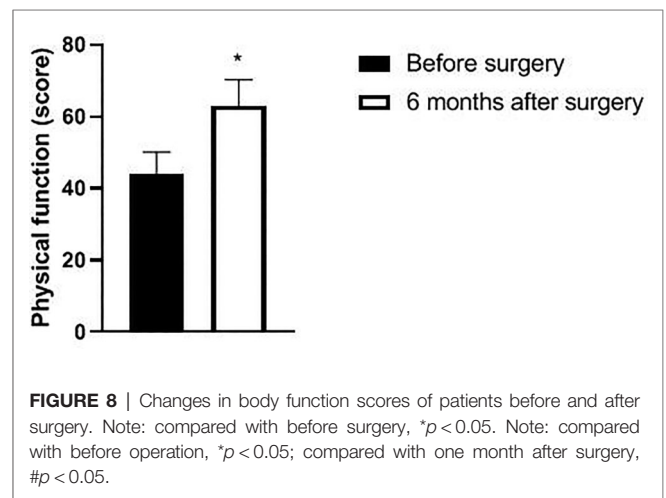 80
60
40
20
0
Physical function (score)
*
Before surgery
6 months after surgery
FIGURE 8 | Changes in body function scores of patients before and after
surgery. Note: compared with before surgery, *p < 0.05. Note: compared
with before operation, *p < 0.05; compared with one month after surgery,
#p < 0.05.